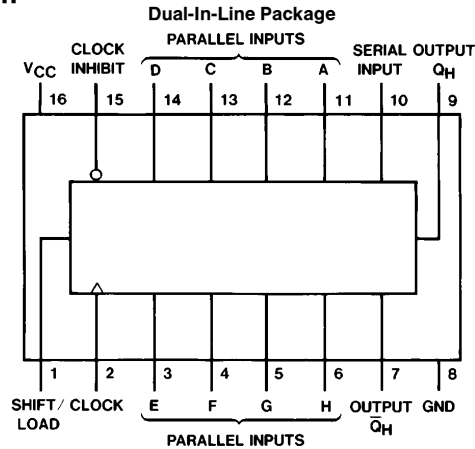 Dual-In-Line Package
PARALLEL INPUTS
VCC
CLOCK
INHIBIT
D
C
B
A
SERIAL
INPUT
OUTPUT
QH
16
15
14
13
12
11
10
9
1
2
3
4
5
6
7
8
SHIFT/
LOAD
CLOCK
E
F
G
H
OUTPUT
Q̅H
GND
PARALLEL INPUTS